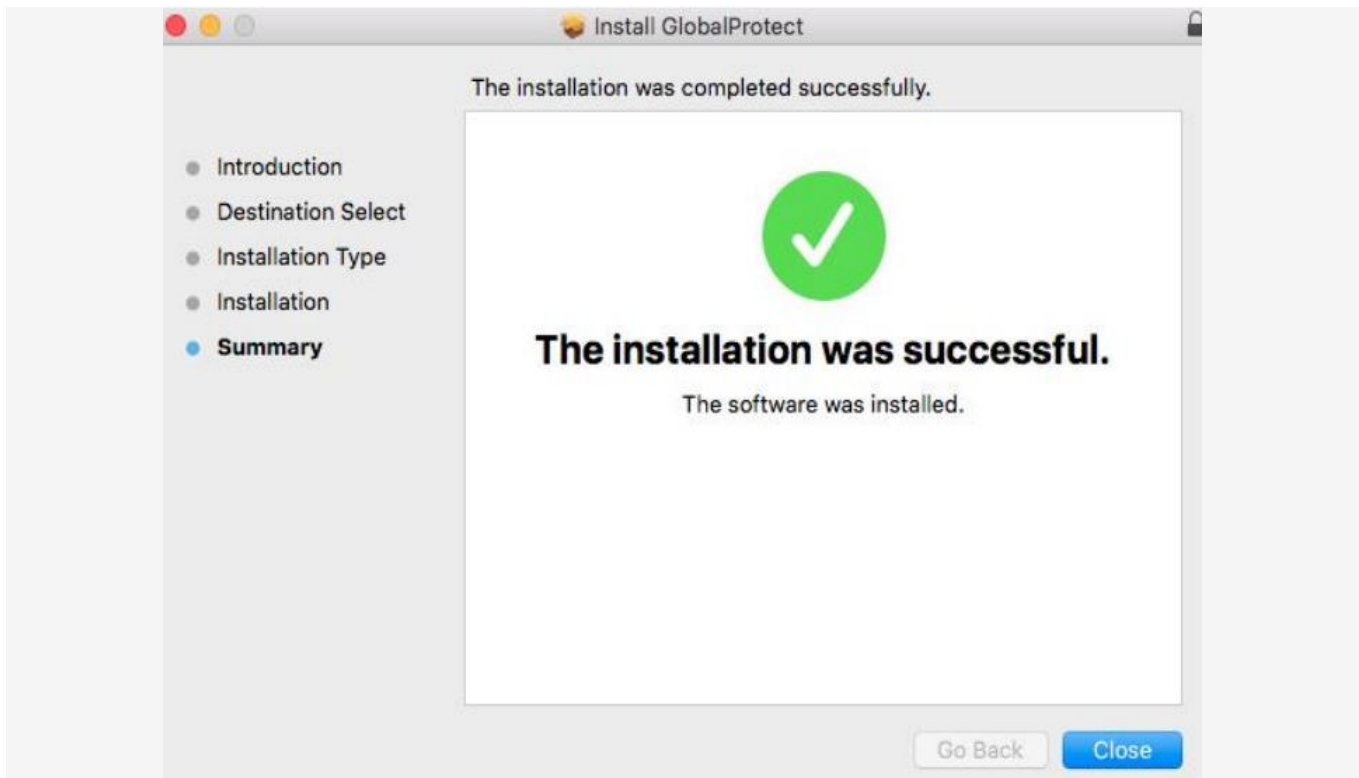 Install GlobalProtect
The installation was completed successfully.
Introduction
Destination Select
Installation Type
Installation
Summary
The installation was successful.
The software was installed.
Go Back
Close